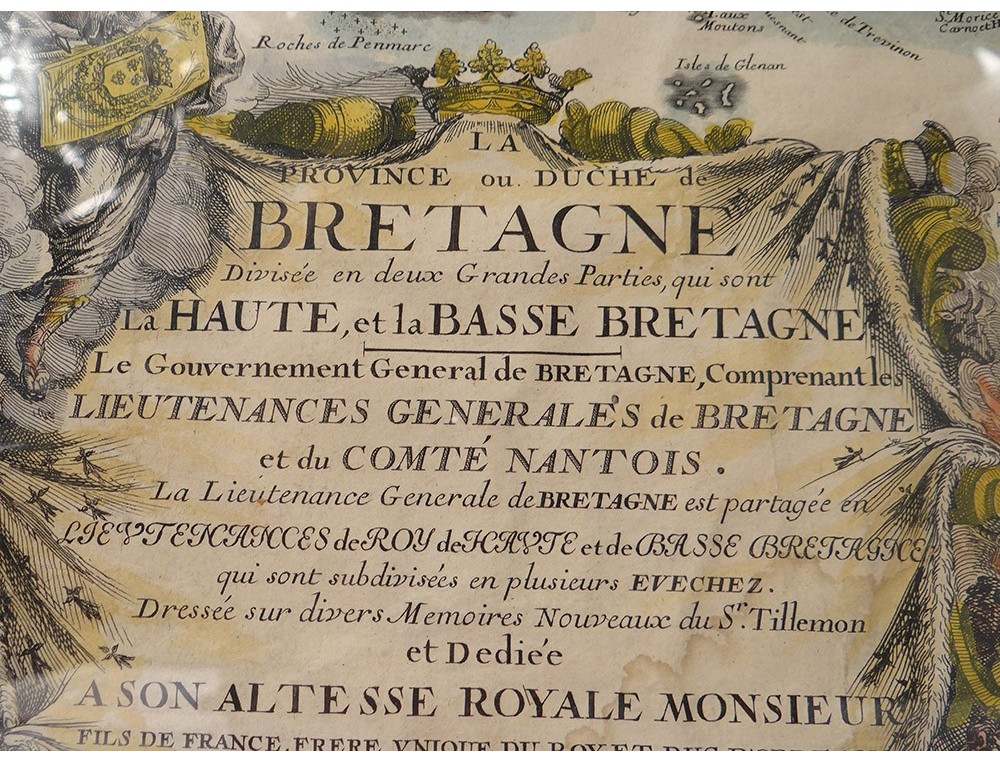 Roches de Penmarc
Moutons
de Trevinon
Isles de Glenan
LA
PROVINCE ou DUCHÉ de
BRETAGNE
Divisée en deux Grandes Parties, qui sont
La HAUTE, et la BASSE BRETAGNE
Le Gouvernement General de BRETAGNE, Comprenant les
LIEUTENANCES GENERALES de BRETAGNE
et du COMTÉ NANTOIS.
La Lieutenance Generale de BRETAGNE est partagée en
LIEVTENANCES de ROY de HAVTE et de BASSE BRETAGNE
qui sont subdivisées en plusieurs EVECHEZ.
Dressée sur divers Memoires Nouveaux du Sr. Tillemon
et Dediée
A SON ALTESSE ROYALE MONSIEUR
FILS DE FRANCE, FRERE VNIQUE DU ROY ET DUC